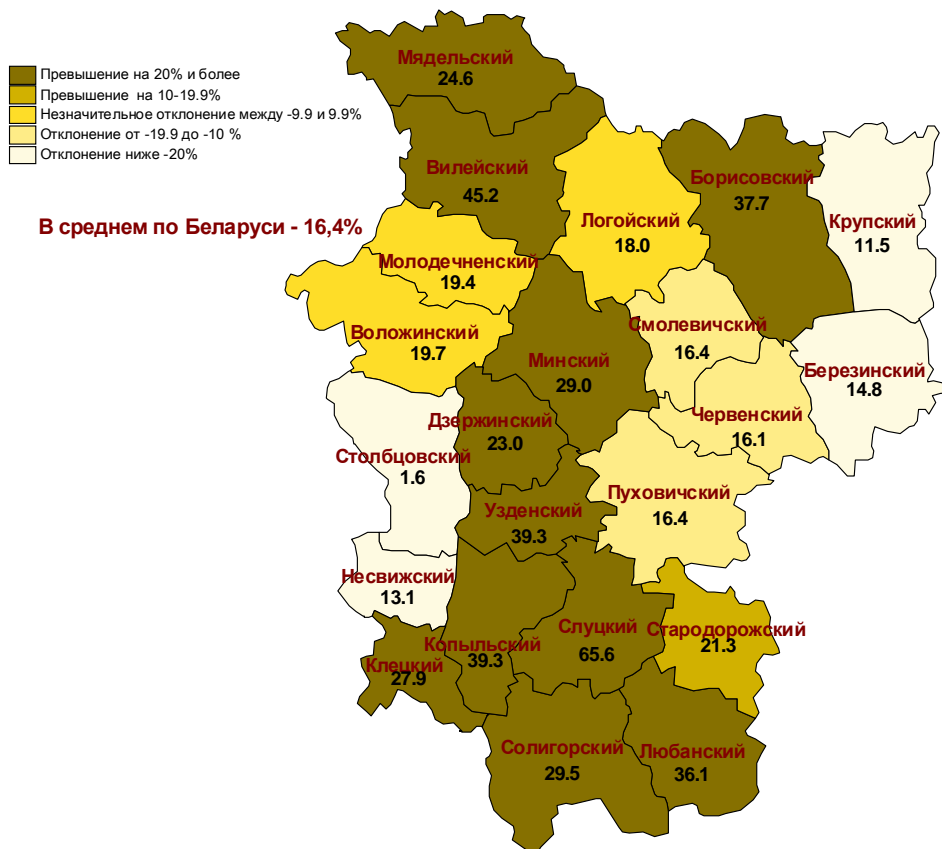 Превышение на 20% и более
Превышение на 10-19.9%
Незначительное отклонение между -9.9 и 9.9%
Отклонение от -19.9 до -10 %
Отклонение ниже -20%
В среднем по Беларуси - 16,4%
Мядельский
24.6
Вилейский
45.2
Логойский
18.0
Борисовский
37.7
Крупский
11.5
Молодечненский
19.4
Воложинский
19.7
Минский
29.0
Смолевичский
16.4
Березинский
14.8
Червенский
16.1
Дзержинский
23.0
Столбцовский
1.6
Узденский
39.3
Пуховичский
16.4
Несвижский
13.1
Клецкий
27.9
Копыльский
39.3
Слуцкий
65.6
Стародорожский
21.3
Солигорский
29.5
Любанский
36.1